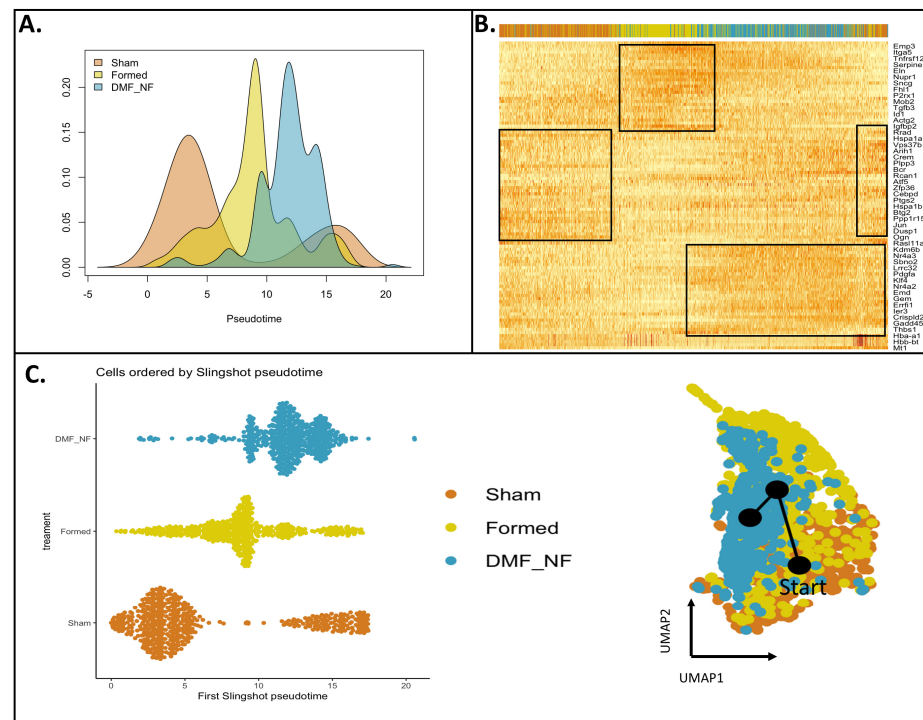 A.
Sham
Formed
DMF_NF
0.20
0.15
0.10
0.05
0.00
-5
0
5
10
15
20
Pseudotime
B.
Emp3
Itga5
Tnfrsf12
Serpine
Eln
Nupr1
Sncg
Fhl1
P2rx1
Mob2
Tgfb3
Id1
Actg2
Igfbp2
Rrad
Hspa1a
Vps37b
Arih1
Crem
Plpp3
Bcr
Rcan1
Atf5
Zfp36
Cebpd
Ptgs2
Hspa1b
Btg2
Ppp1r15
Jun
Dusp1
Ogn
Rasl11a
Kdm6b
Nr4a3
Sbno2
Lrrc32
Pdgfa
Klf4
Nr4a2
Emd
Gem
Errfi1
Ier3
Crispld2
Gadd45
Thbs1
Hba-a1
Hbb-bt
Mt1
C.
Cells ordered by Slingshot pseudotime
treament
DMF_NF
Formed
Sham
0
5
10
15
20
First Slingshot pseudotime
Sham
Formed
DMF_NF
Start
UMAP2
UMAP1